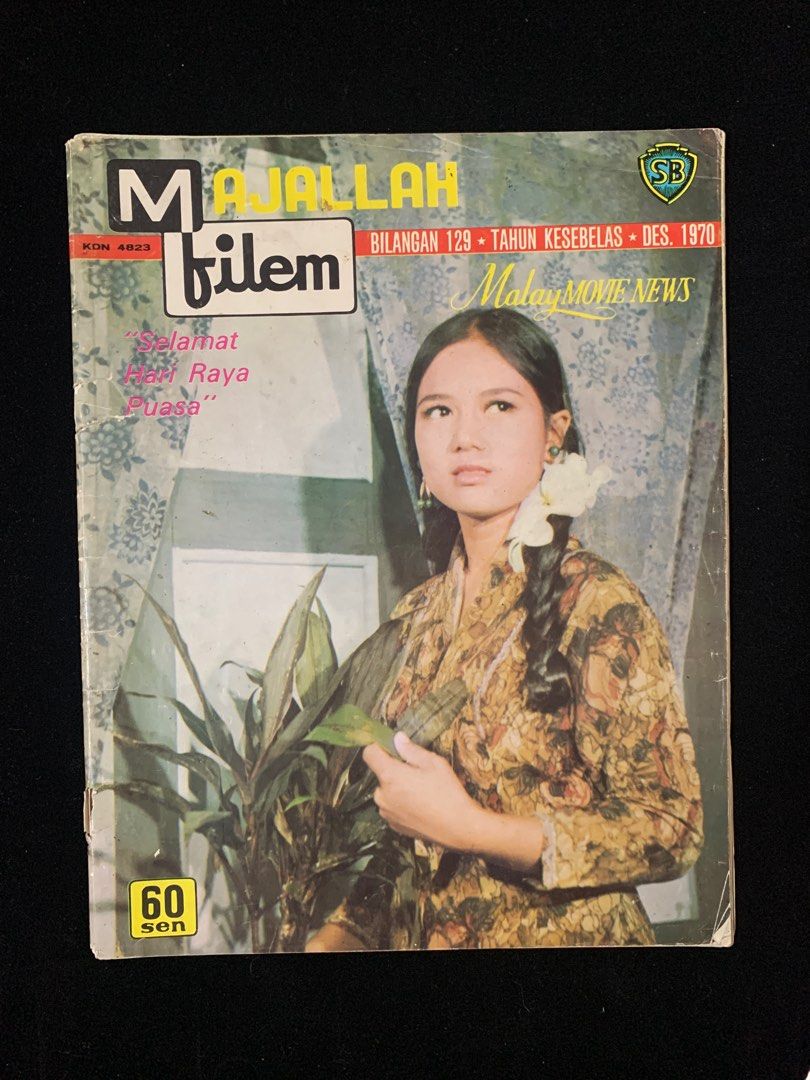 MAJALLAH
filem
KDN 4823
BILANGAN 129 ★ TAHUN KESEBELAS ★ DES. 1970
SB
Malay MOVIE NEWS
"Selamat
Hari Raya
Puasa"
60
sen